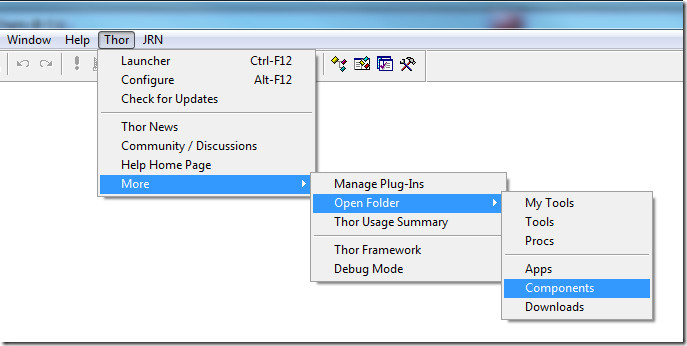 Window Help Thor JRN
Launcher Ctrl-F12
Configure Alt-F12
Check for Updates
Thor News
Community / Discussions
Help Home Page
More
Manage Plug-Ins
Open Folder
Thor Usage Summary
Thor Framework
Debug Mode
My Tools
Tools
Procs
Apps
Components
Downloads